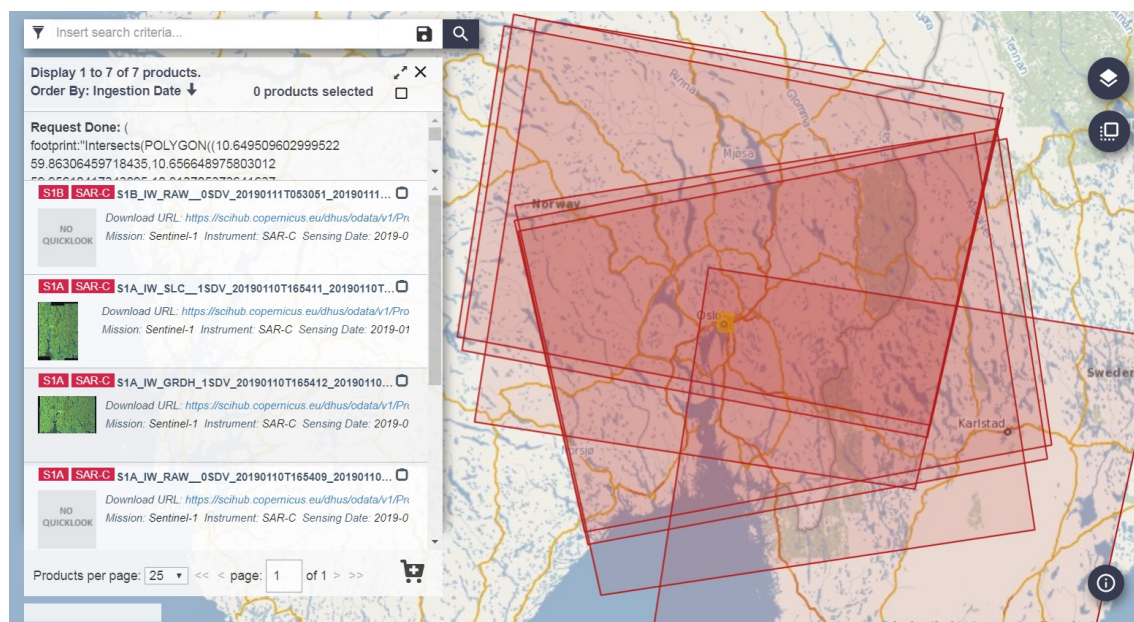 Insert search criteria...
Display 1 to 7 of 7 products.
Order By: Ingestion Date
0 products selected
Request Done: (
footprint:"Intersects(POLYGON((10.649509602999522
59.86306459718435,10.656648975803012
S1B SAR-C S1B_IW_RAW__0SDV_20190111T053051_20190111...
NO
QUICKLOOK
Download URL: https://scihub.copernicus.eu/dhus/odata/v1/Pro
Mission: Sentinel-1 Instrument: SAR-C Sensing Date: 2019-0
S1A SAR-C S1A_IW_SLC__1SDV_20190110T165411_20190110T...
Download URL: https://scihub.copernicus.eu/dhus/odata/v1/Pro
Mission: Sentinel-1 Instrument: SAR-C Sensing Date: 2019-01
S1A SAR-C S1A_IW_GRDH_1SDV_20190110T165412_20190110...
Download URL: https://scihub.copernicus.eu/dhus/odata/v1/Pro
Mission: Sentinel-1 Instrument: SAR-C Sensing Date: 2019-0
S1A SAR-C S1A_IW_RAW__0SDV_20190110T165409_20190110...
NO
QUICKLOOK
Download URL: https://scihub.copernicus.eu/dhus/odata/v1/Pro
Mission: Sentinel-1 Instrument: SAR-C Sensing Date: 2019-0
Products per page: 25 << < page: 1 of 1 > >>
Rena
Glomma
Mjøsa
Norway
Oslo
Sweden
Karlstad
Norsjø